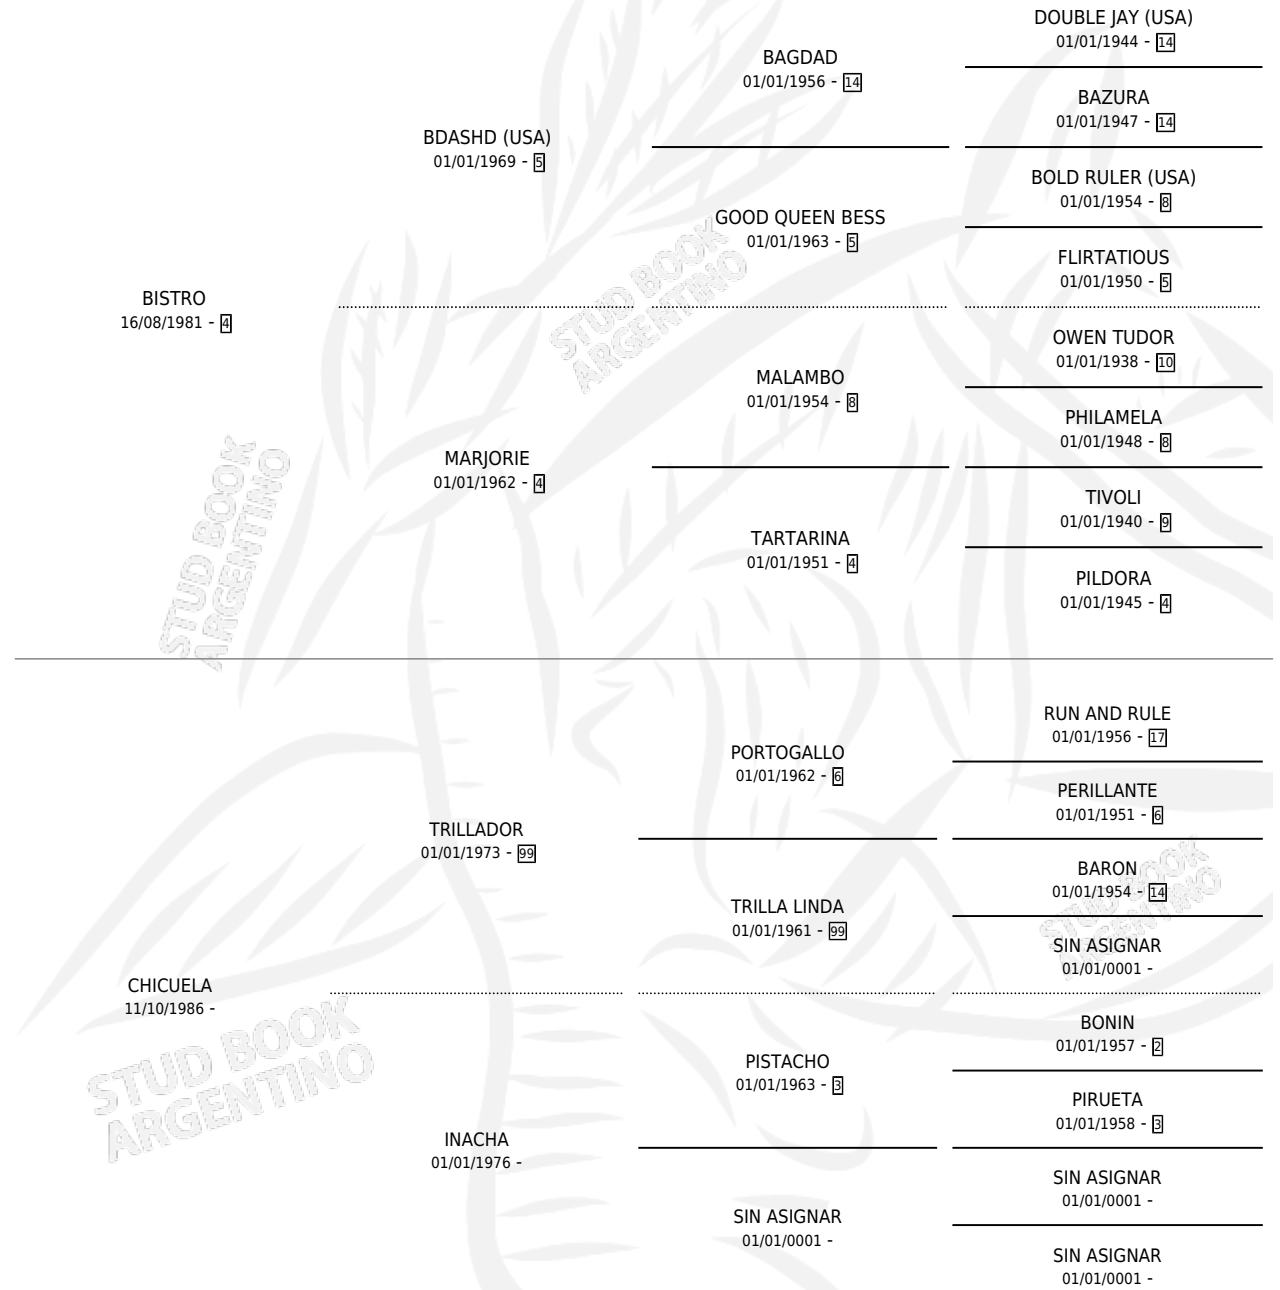 DOUBLE JAY (USA)
01/01/1944 - 14
BAGDAD
01/01/1956 - 14
BAZURA
01/01/1947 - 14
BDASHD (USA)
01/01/1969 - 5
BOLD RULER (USA)
01/01/1954 - 8
GOOD QUEEN BESS
01/01/1963 - 5
FLIRTATIOUS
01/01/1950 - 5
BISTRO
16/08/1981 - 4
STUD BOOK
ARGENTINO
OWEN TUDOR
01/01/1938 - 10
MALAMBO
01/01/1954 - 8
PHILAMELA
01/01/1948 - 8
MARJORIE
01/01/1962 - 4
STUD BOOK
ARGENTINO
TIVOLI
01/01/1940 - 9
TARTARINA
01/01/1951 - 4
PILDORA
01/01/1945 - 4
RUN AND RULE
01/01/1956 - 17
PORTOGALLO
01/01/1962 - 6
PERILLANTE
01/01/1951 - 6
TRILLADOR
01/01/1973 - 99
BARON
01/01/1954 - 14
STUD BOOK
ARGENTINO
TRILLA LINDA
01/01/1961 - 99
SIN ASIGNAR
01/01/0001 -
CHICUELA
11/10/1986 -
STUD BOOK
ARGENTINO
BONIN
01/01/1957 - 2
PISTACHO
01/01/1963 - 3
PIRUETA
01/01/1958 - 3
INACHA
01/01/1976 -
SIN ASIGNAR
01/01/0001 -
SIN ASIGNAR
01/01/0001 -
SIN ASIGNAR
01/01/0001 -